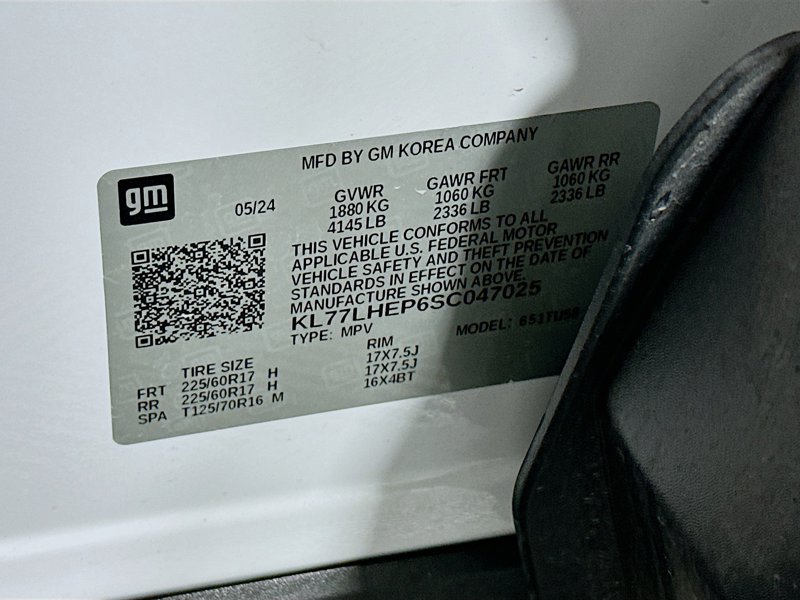 MFD BY GM KOREA COMPANY
gm
05/24
GVWR GAWR FRT GAWR RR
1880 KG 1060 KG 1060 KG
4145 LB 2336 LB 2336 LB
THIS VEHICLE CONFORMS TO ALL
APPLICABLE U.S. FEDERAL MOTOR
VEHICLE SAFETY AND THEFT PREVENTION
STANDARDS IN EFFECT ON THE DATE OF
MANUFACTURE SHOWN ABOVE.
KL77LHEP6SC047025
TYPE: MPV MODEL:
TIRE SIZE RIM
FRT 225/60R17 H 17X7.5J
RR 225/60R17 H 17X7.5J
SPA T125/70R16 M 16X4BT